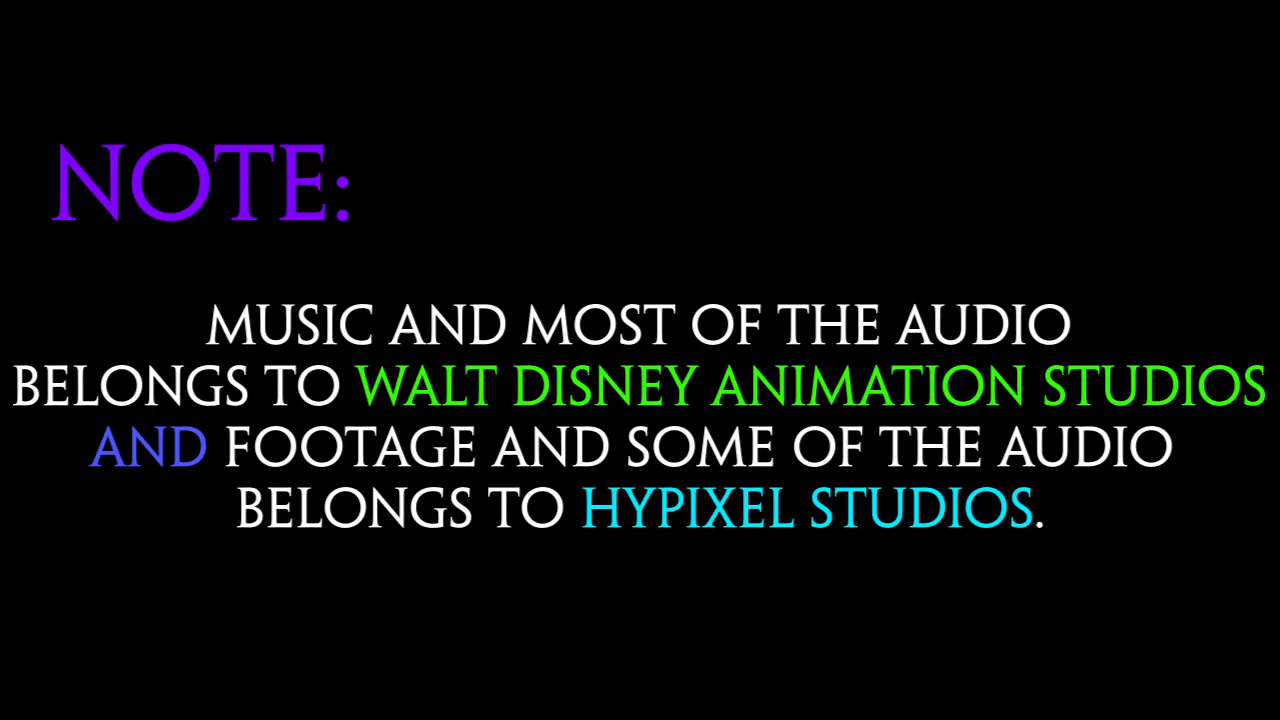 NOTE:
MUSIC AND MOST OF THE AUDIO
BELONGS TO WALT DISNEY ANIMATION STUDIOS
AND FOOTAGE AND SOME OF THE AUDIO
BELONGS TO HYPIXEL STUDIOS.